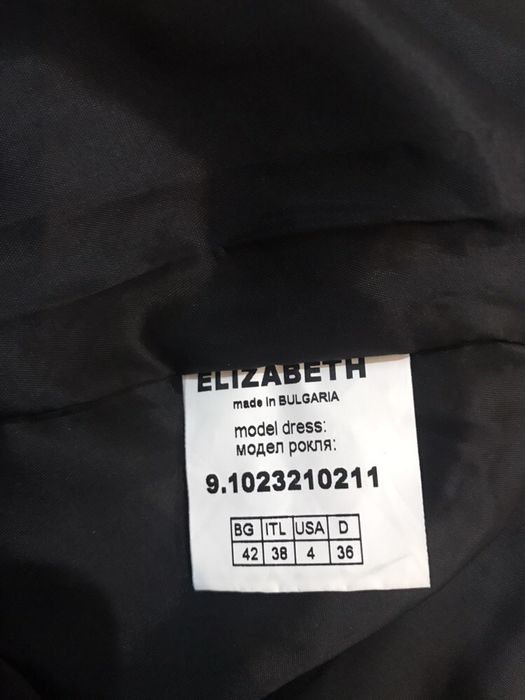 ELIZABETH
made in BULGARIA
model dress:
модел рокля:
9.1023210211
BG ITL USA D
42 38 4 36